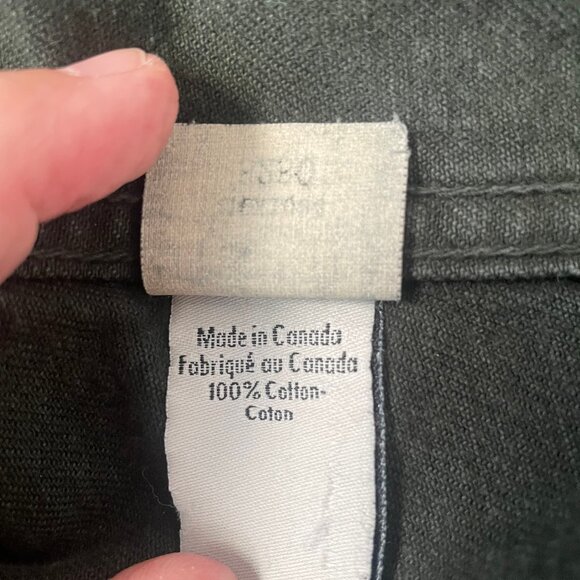 Made in Canada
Fabriqué au Canada
100% Cotton-
Coton